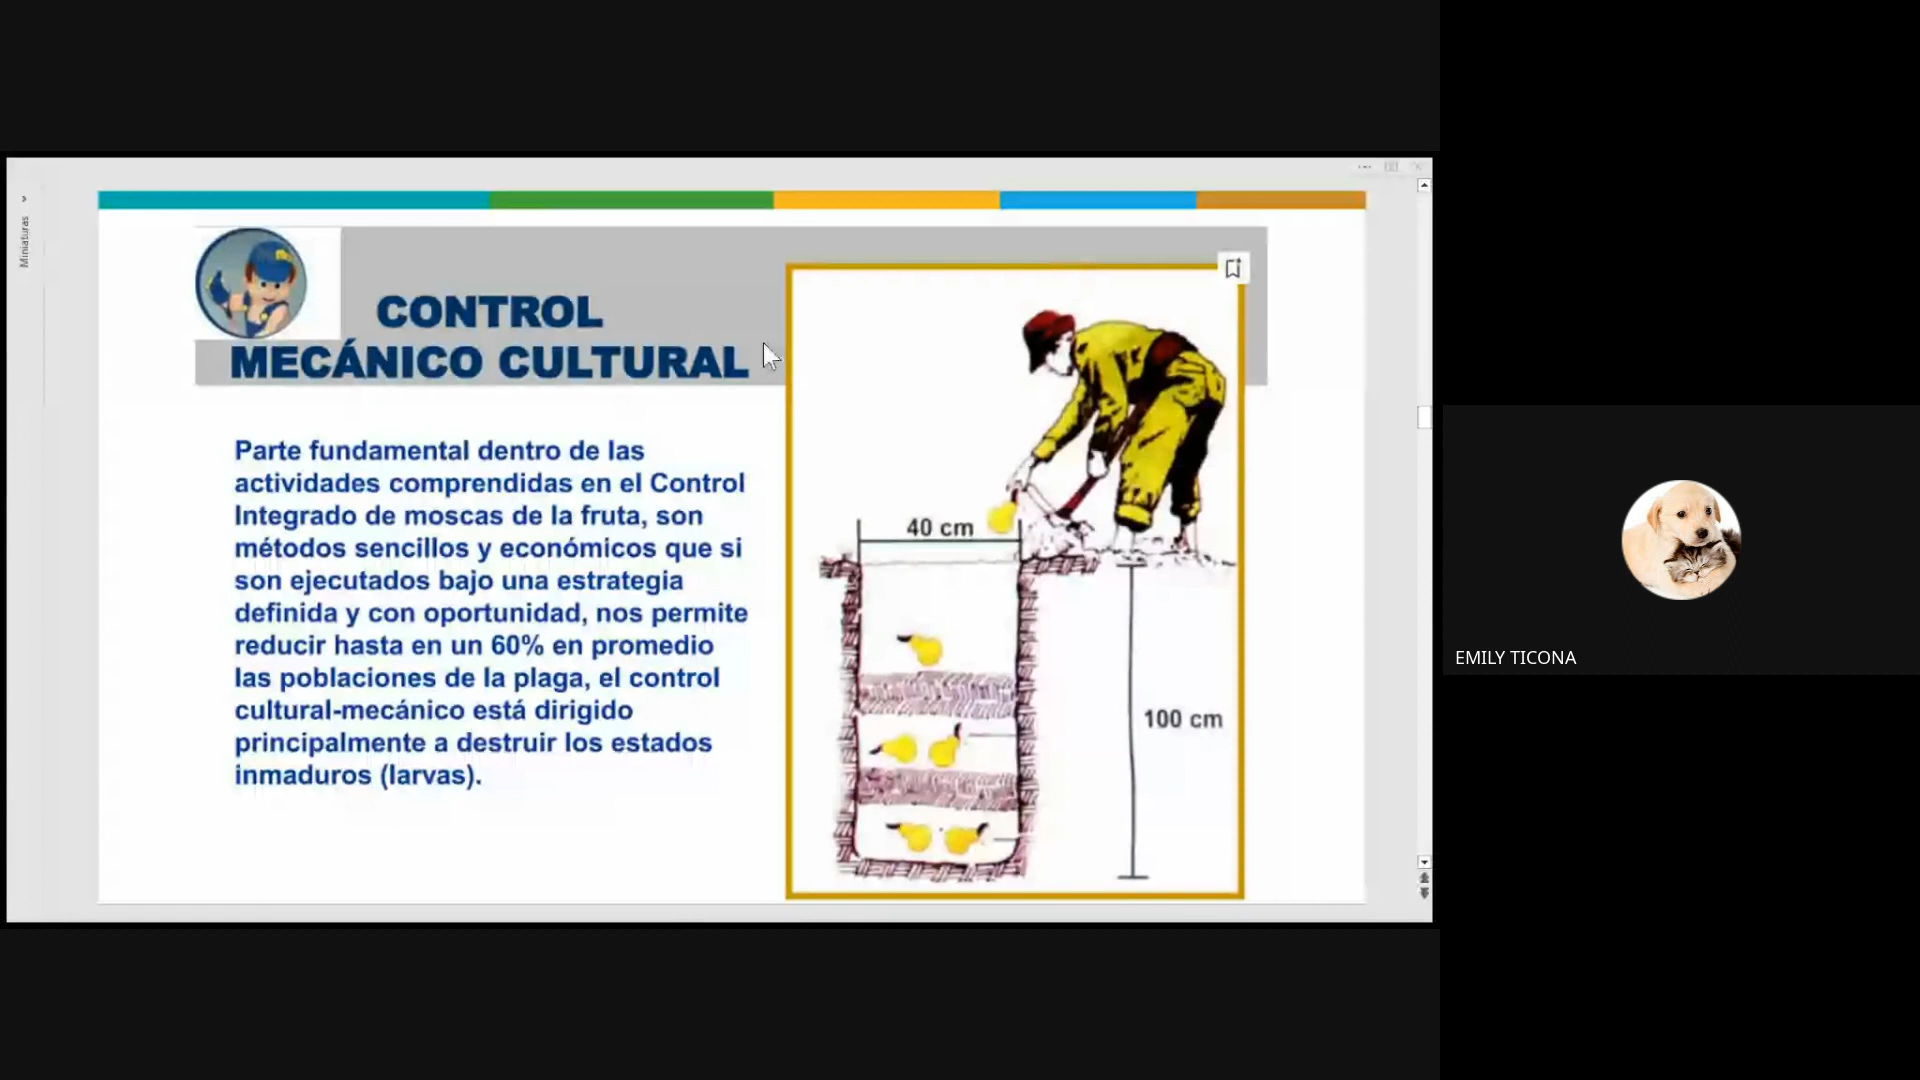 Miniaturas
CONTROL
MECÁNICO CULTURAL
Parte fundamental dentro de las
actividades comprendidas en el Control
Integrado de moscas de la fruta, son
métodos sencillos y económicos que si
son ejecutados bajo una estrategia
definida y con oportunidad, nos permite
reducir hasta en un 60% en promedio
las poblaciones de la plaga, el control
cultural-mecánico está dirigido
principalmente a destruir los estados
inmaduros (larvas).
40 cm
100 cm
EMILY TICONA